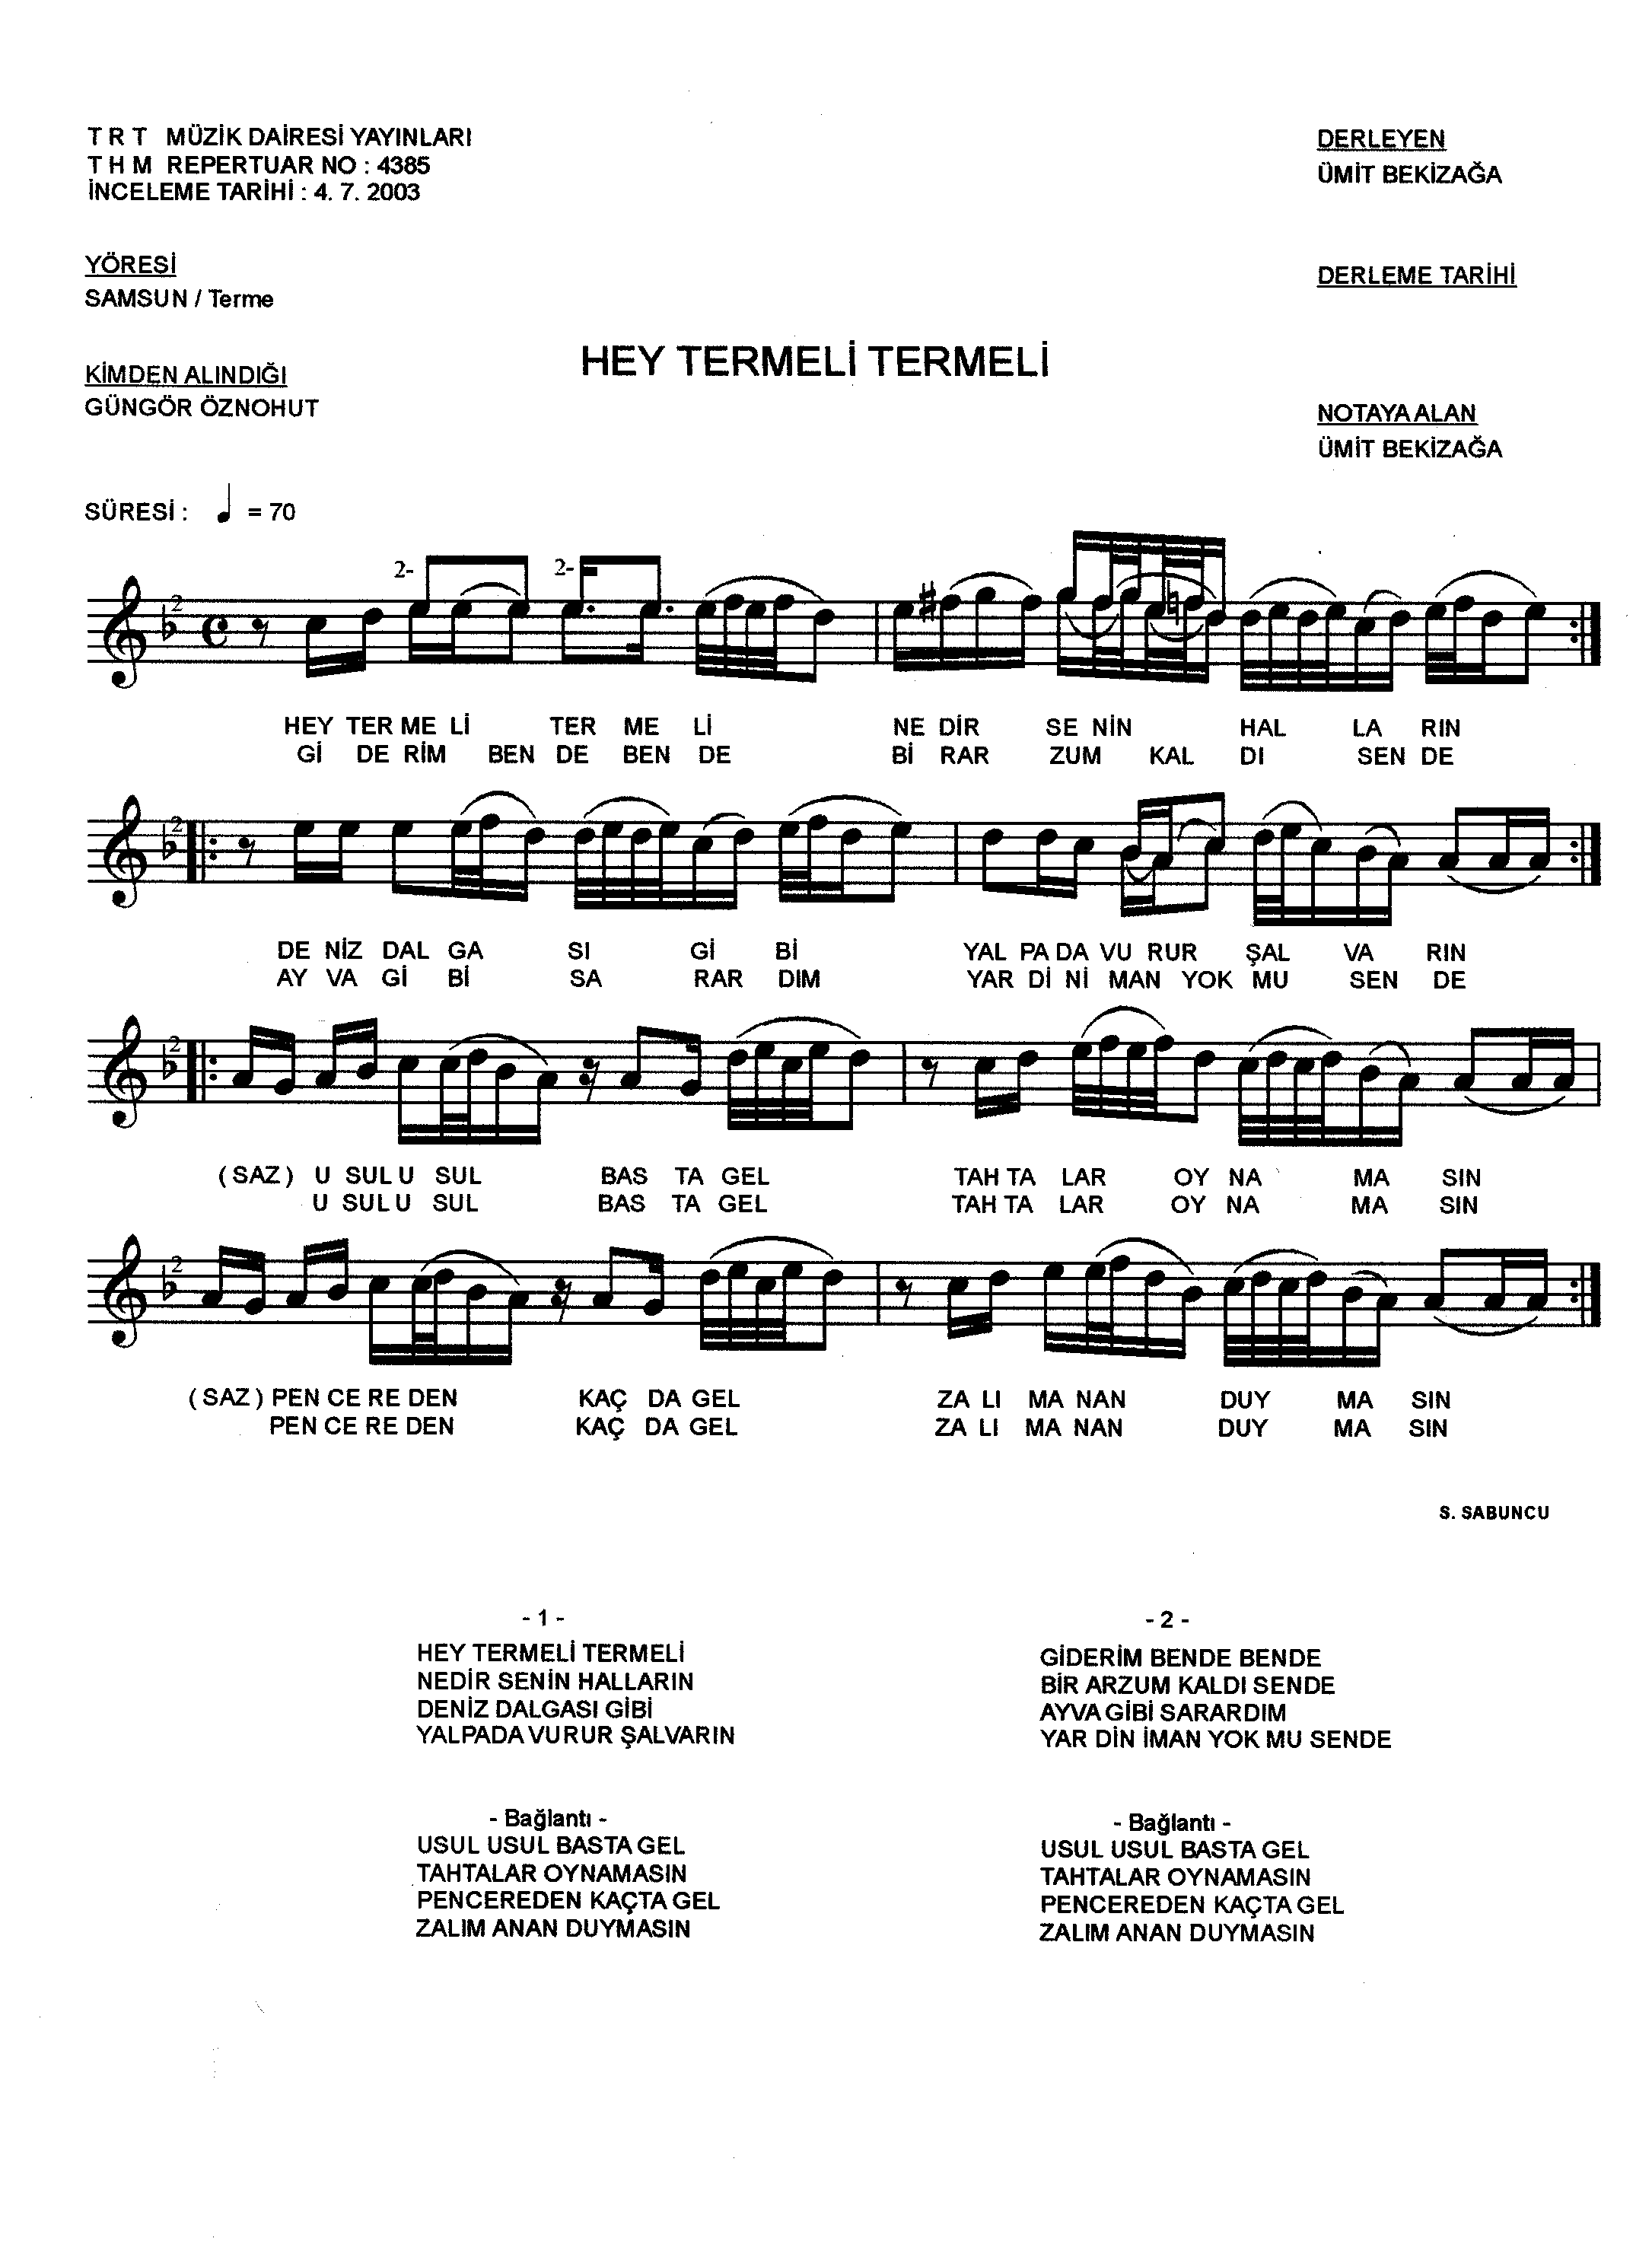 T R T MÜZİK DAİRESİ YAYINLARI
T H M REPERTUAR NO : 4385
İNCELEME TARİHİ : 4. 7. 2003
DERLEYEN
ÜMİT BEKİZAĞA
YÖRESİ
SAMSUN / Terme
DERLEME TARİHİ
HEY TERMELİ TERMELİ
KİMDEN ALINDIĞI
GÜNGÖR ÖZNOHUT
NOTAYA ALAN
ÜMİT BEKİZAĞA
SÜRESİ : ♩ = 70
2- 2-
2
HEY TER ME Lİ TER ME Lİ NE DİR SE NİN HAL LA RIN
Gİ DE RİM BEN DE BEN DE Bİ RAR ZUM KAL DI SEN DE
2
DE NİZ DAL GA SI Gİ Bİ YAL PA DA VU RUR ŞAL VA RIN
AY VA Gİ Bİ SA RAR DIM YAR Dİ Nİ MAN YOK MU SEN DE
2
( SAZ ) U SUL U SUL BAS TA GEL TAH TA LAR OY NA MA SIN
U SUL U SUL BAS TA GEL TAH TA LAR OY NA MA SIN
2
( SAZ ) PEN CE RE DEN KAÇ DA GEL ZA LI MA NAN DUY MA SIN
PEN CE RE DEN KAÇ DA GEL ZA LI MA NAN DUY MA SIN
S. SABUNCU
- 1 -
HEY TERMELİ TERMELİ
NEDİR SENİN HALLARIN
DENİZ DALGASI GİBİ
YALPADA VURUR ŞALVARIN
- Bağlantı -
USUL USUL BASTA GEL
TAHTALAR OYNAMASIN
PENCEREDEN KAÇTA GEL
ZALIM ANAN DUYMASIN
- 2 -
GİDERİM BENDE BENDE
BİR ARZUM KALDI SENDE
AYVA GİBİ SARARDIM
YAR DİN İMAN YOK MU SENDE
- Bağlantı -
USUL USUL BASTA GEL
TAHTALAR OYNAMASIN
PENCEREDEN KAÇTA GEL
ZALIM ANAN DUYMASIN